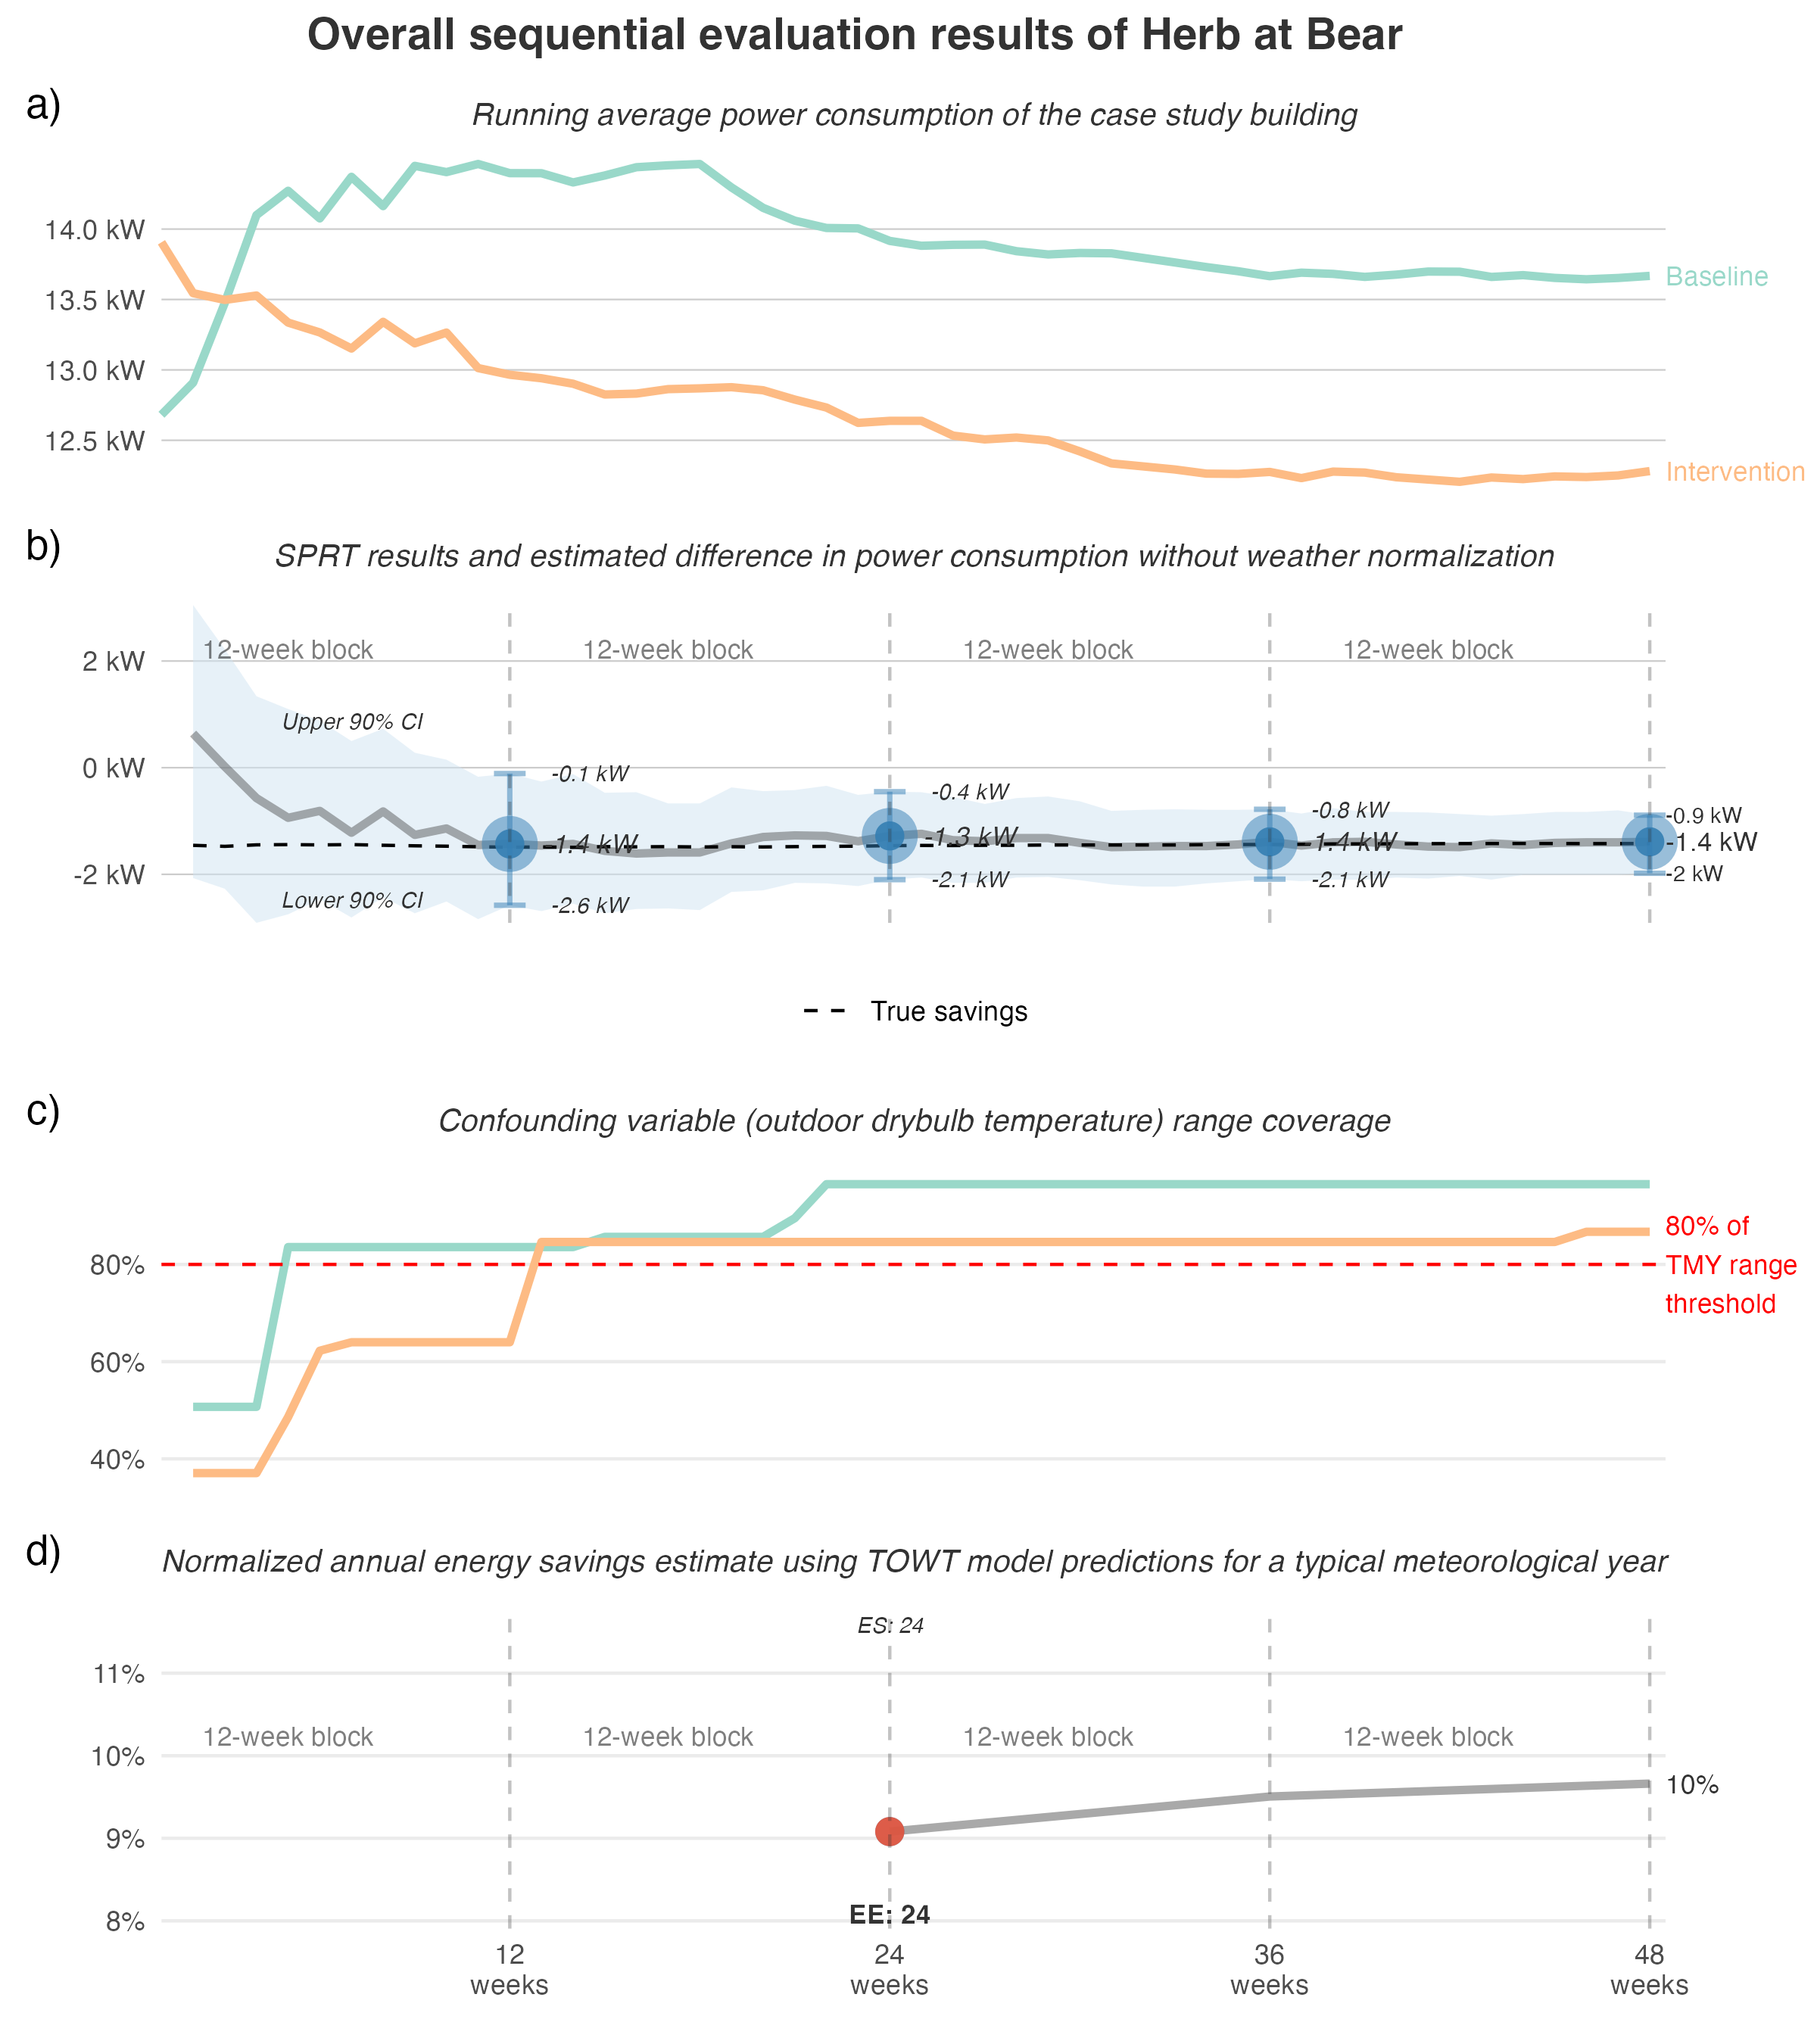 Overall sequential evaluation results of Herb at Bear
a)
Running average power consumption of the case study building
14.0 kW
13.5 kW
13.0 kW
12.5 kW
Baseline
Intervention
b)
SPRT results and estimated difference in power consumption without weather normalization
12-week block
12-week block
12-week block
12-week block
2 kW
0 kW
-2 kW
Upper 90% CI
Lower 90% CI
-0.1 kW
-1.4 kW
-2.6 kW
-0.4 kW
-1.3 kW
-2.1 kW
-0.8 kW
-1.4 kW
-2.1 kW
-0.9 kW
-1.4 kW
-2 kW
True savings
c)
Confounding variable (outdoor drybulb temperature) range coverage
80%
60%
40%
80% of
TMY range
threshold
d)
Normalized annual energy savings estimate using TOWT model predictions for a typical meteorological year
ES: 24
11%
10%
9%
8%
12-week block
12-week block
12-week block
12-week block
10%
EE: 24
12
weeks
24
weeks
36
weeks
48
weeks